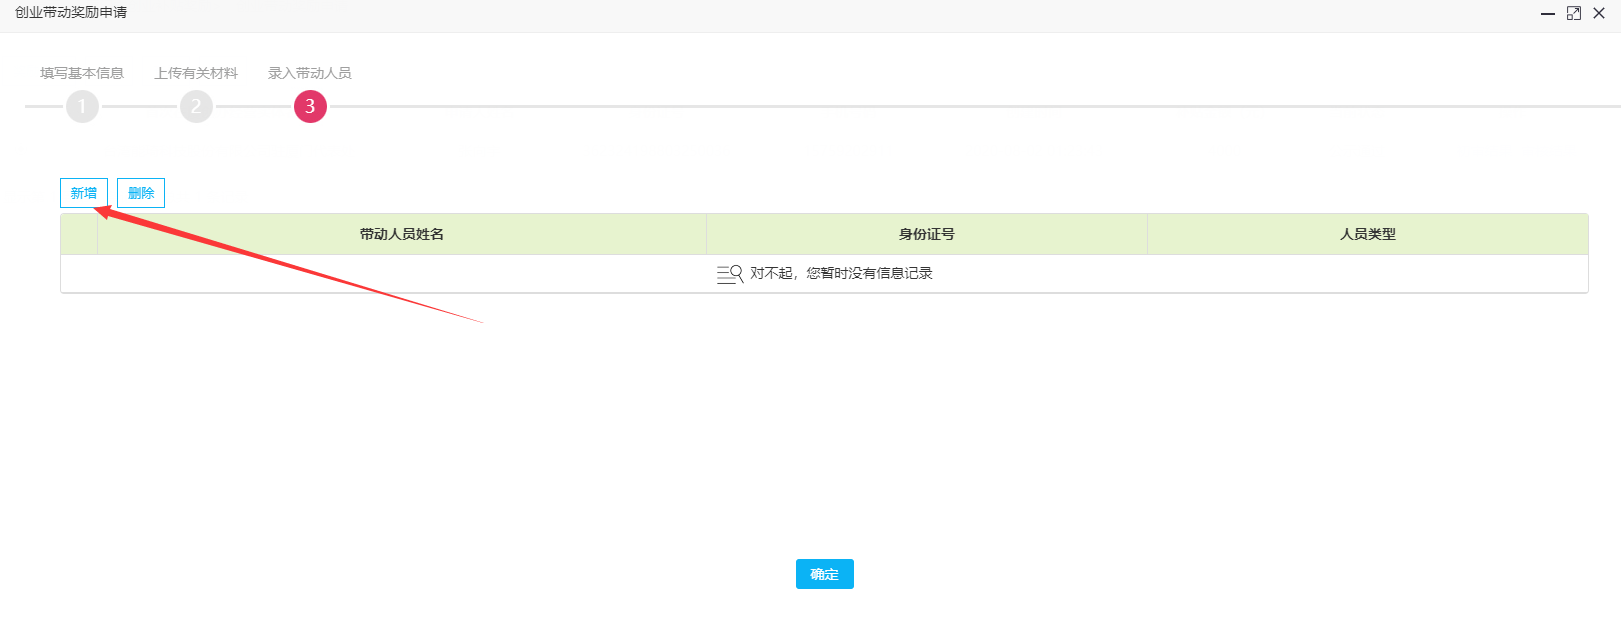 创业带动奖励申请
填写基本信息 上传有关材料 录入带动人员
1 2 3
新增 删除
带动人员姓名 身份证号 人员类型
对不起，您暂时没有信息记录
确定